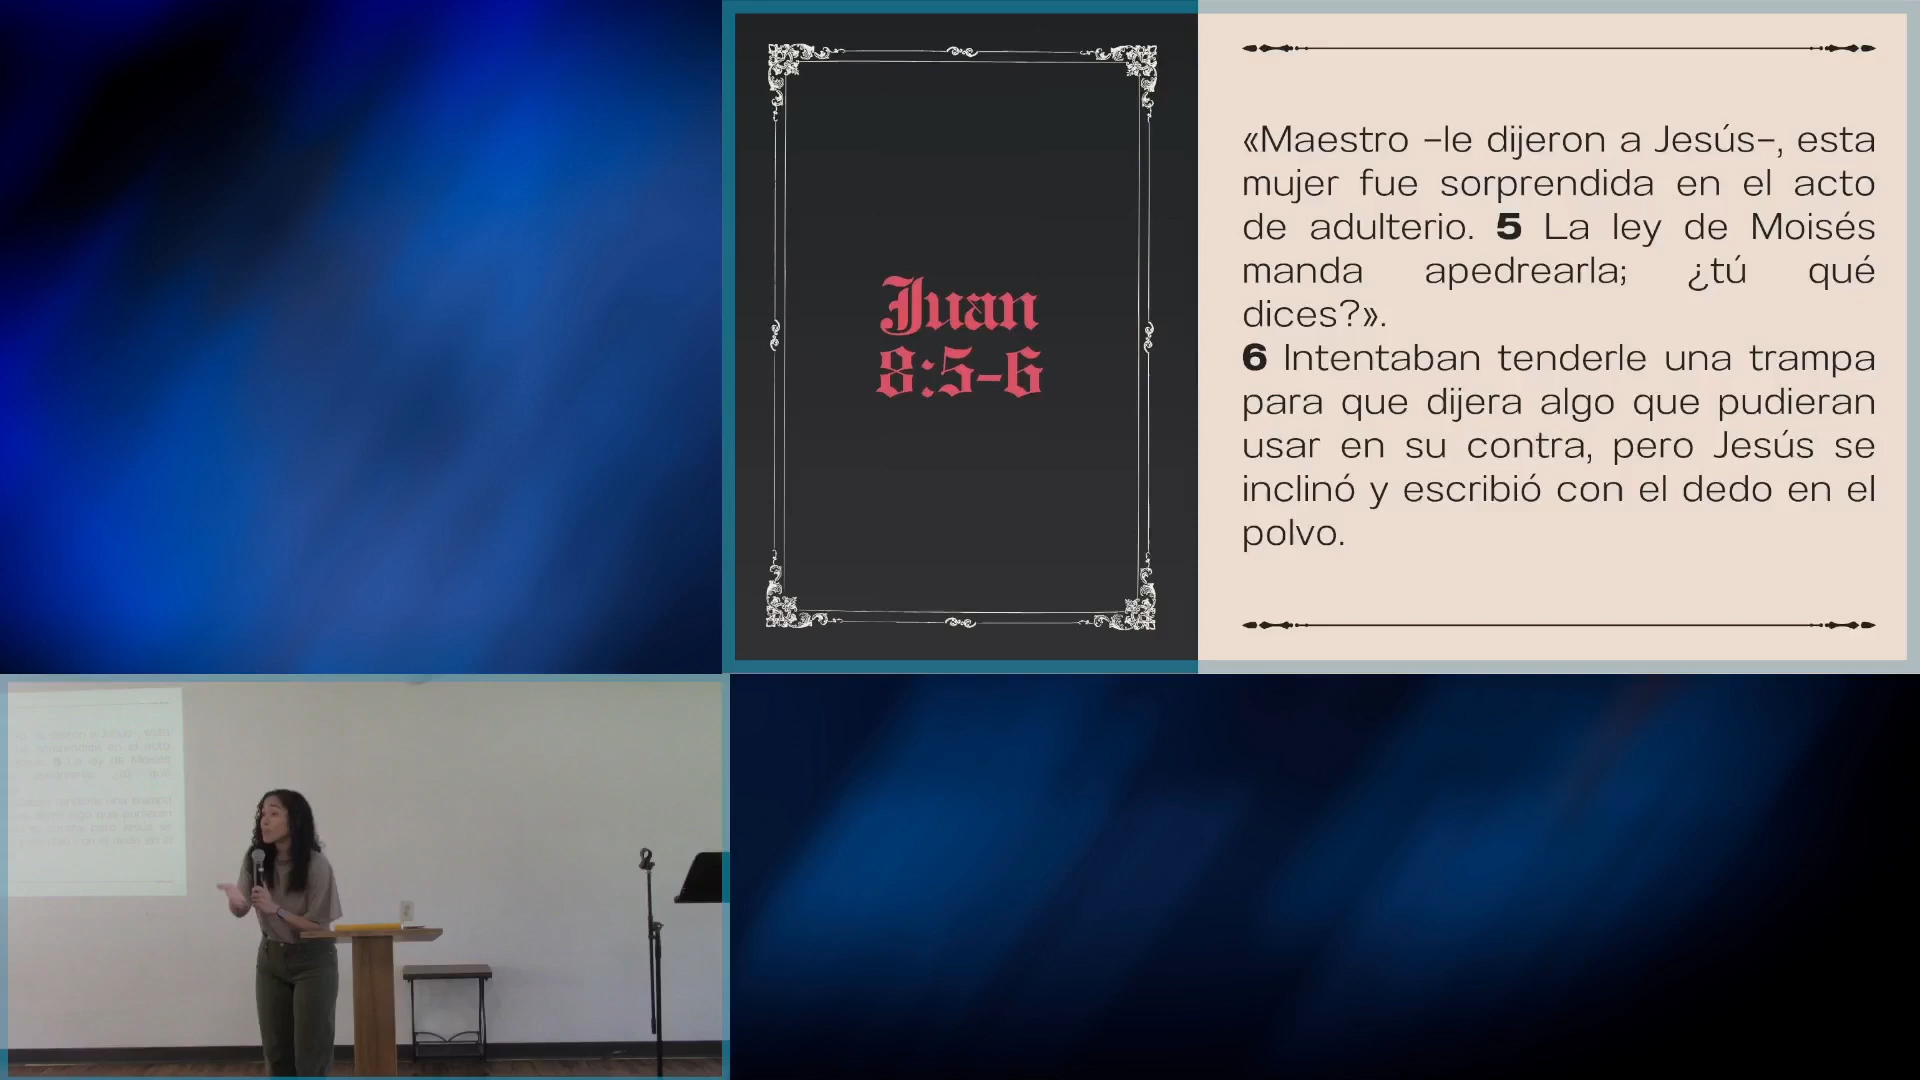 Juan
8:5-6
«Maestro –le dijeron a Jesús–, esta
mujer fue sorprendida en el acto
de adulterio. 5 La ley de Moisés
manda apedrearla; ¿tú qué
dices?».
6 Intentaban tenderle una trampa
para que dijera algo que pudieran
usar en su contra, pero Jesús se
inclinó y escribió con el dedo en el
polvo.